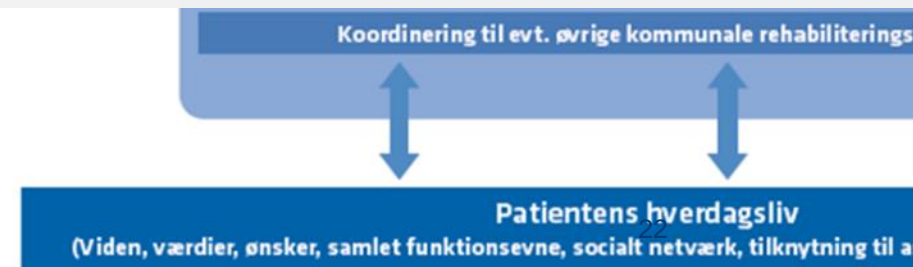 Koordinering til evt. øvrige kommunale rehabiliterings
Patientens hverdagsliv
22
(Viden, værdier, ønsker, samlet funktionsevne, socialt netværk, tilknytning til a